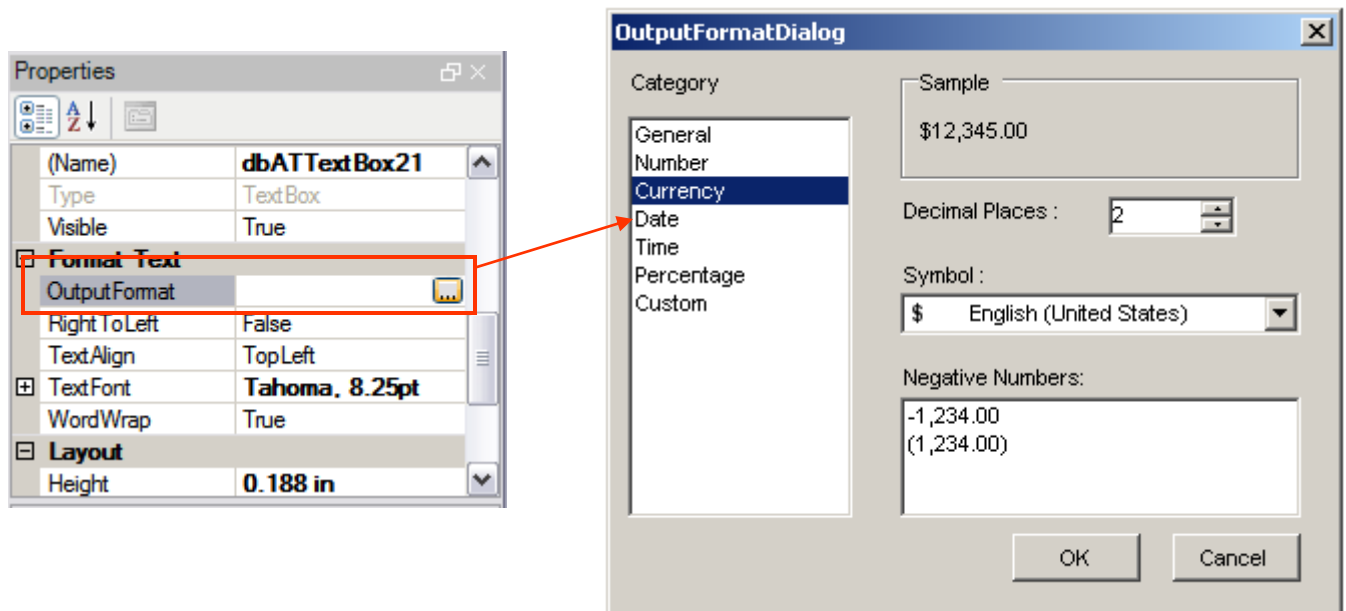 Properties
(Name) dbATTextBox21
Type TextBox
Visible True
Format Text
OutputFormat ...
RightToLeft False
TextAlign TopLeft
TextFont Tahoma, 8.25pt
WordWrap True
Layout
Height 0.188 in
OutputFormatDialog
Category
General
Number
Currency
Date
Time
Percentage
Custom
Sample
$12,345.00
Decimal Places : 2
Symbol :
$ English (United States)
Negative Numbers:
-1,234.00
(1,234.00)
OK Cancel